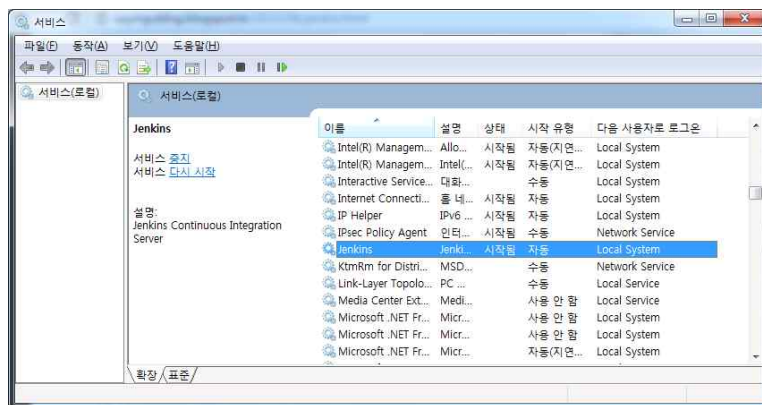 서비스
파일(F) 동작(A) 보기(V) 도움말(H)
서비스(로컬)
서비스(로컬)
Jenkins
서비스 중지
서비스 다시 시작
설명:
Jenkins Continuous Integration
Server
이름 설명 상태 시작 유형 다음 사용자로 로그온
Intel(R) Managem... Allo... 시작됨 자동(지연... Local System
Intel(R) Managem... Intel(... 시작됨 자동(지연... Local System
Interactive Service... 대화... 수동 Local System
Internet Connecti... 홈 네... 시작됨 자동 Local System
IP Helper IPv6 ... 시작됨 자동 Local System
IPsec Policy Agent 인터... 시작됨 수동 Network Service
Jenkins Jenki... 시작됨 자동 Local System
KtmRm for Distri... MSD... 수동 Network Service
Link-Layer Topolo... PC ... 수동 Local Service
Media Center Ext... Medi... 사용 안 함 Local Service
Microsoft .NET Fr... Micr... 사용 안 함 Local System
Microsoft .NET Fr... Micr... 사용 안 함 Local System
Microsoft .NET Fr... Micr... 자동(지연... Local System
확장 표준